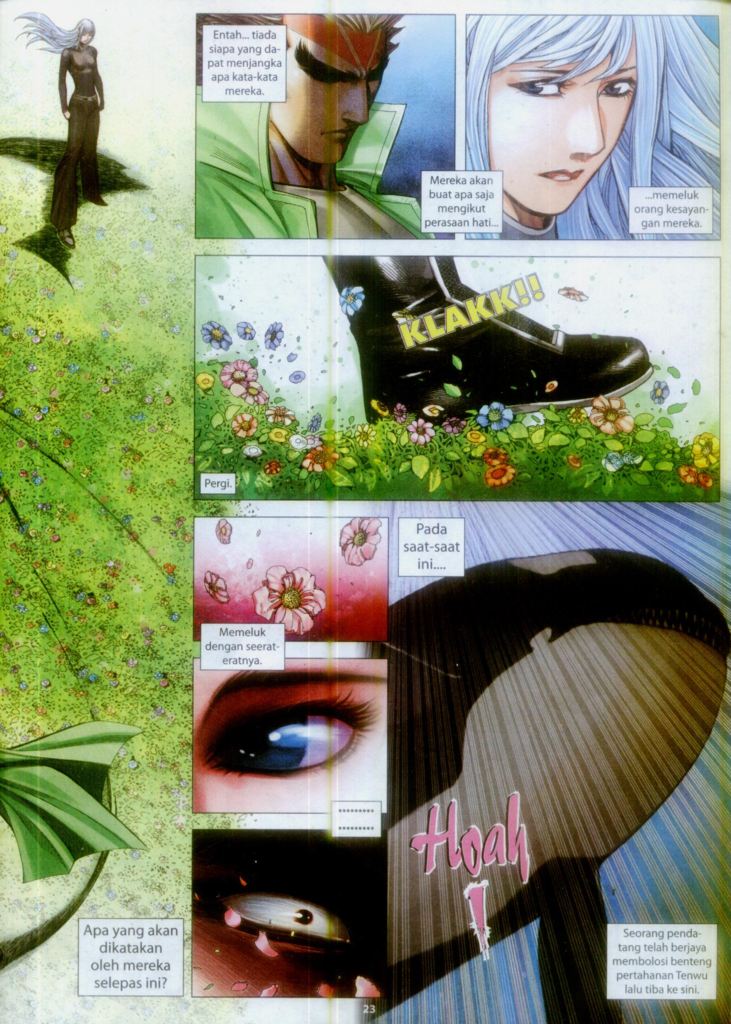 Entah... tiada
siapa yang da-
pat menjangka
apa kata-kata
mereka.
Mereka akan
buat apa saja
mengikut
perasaan hati...
...memeluk
orang kesayan-
gan mereka.
KLAKK!!
Pergi.
Pada
saat-saat
ini....
Memeluk
dengan seerat-
eratnya.
.........
.........
Hoah
!
Apa yang akan
dikatakan
oleh mereka
selepas ini?
Seorang penda-
tang telah berjaya
membolosi benteng
pertahanan Tenwu
lalu tiba ke sini.
23